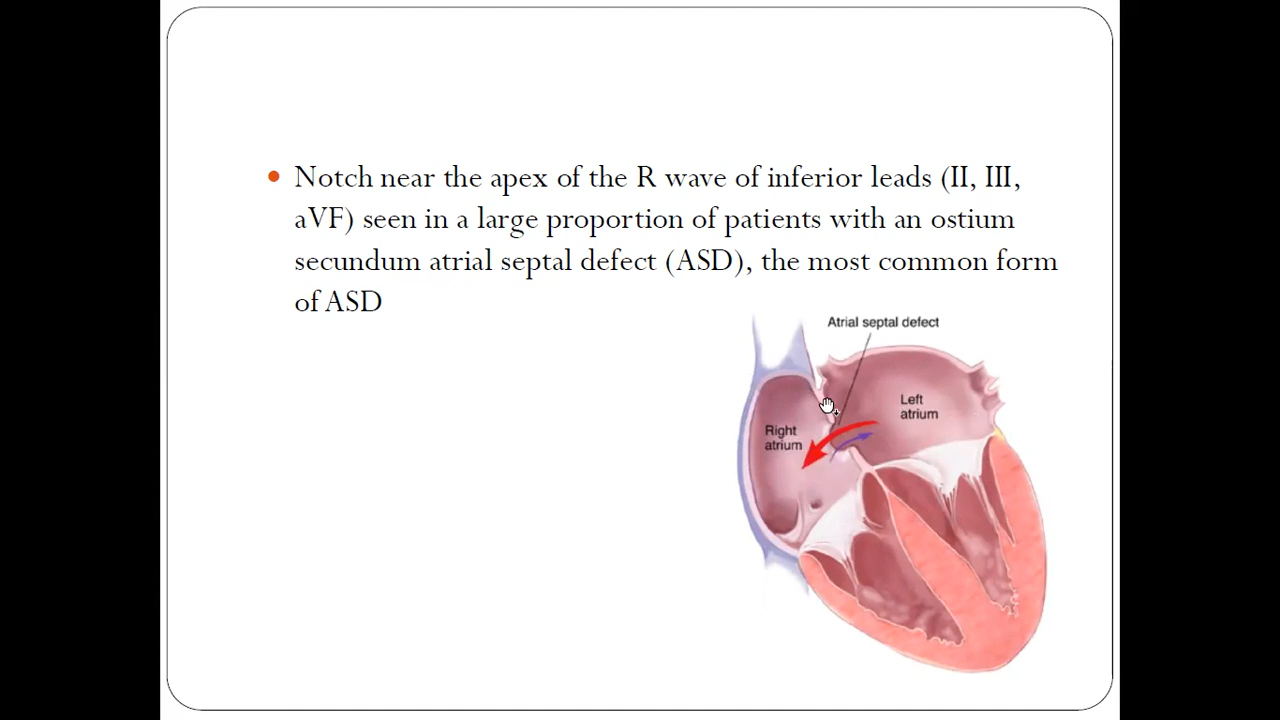 Notch near the apex of the R wave of inferior leads (II, III,
aVF) seen in a large proportion of patients with an ostium
secundum atrial septal defect (ASD), the most common form
of ASD
Atrial septal defect
Left
atrium
Right
atrium